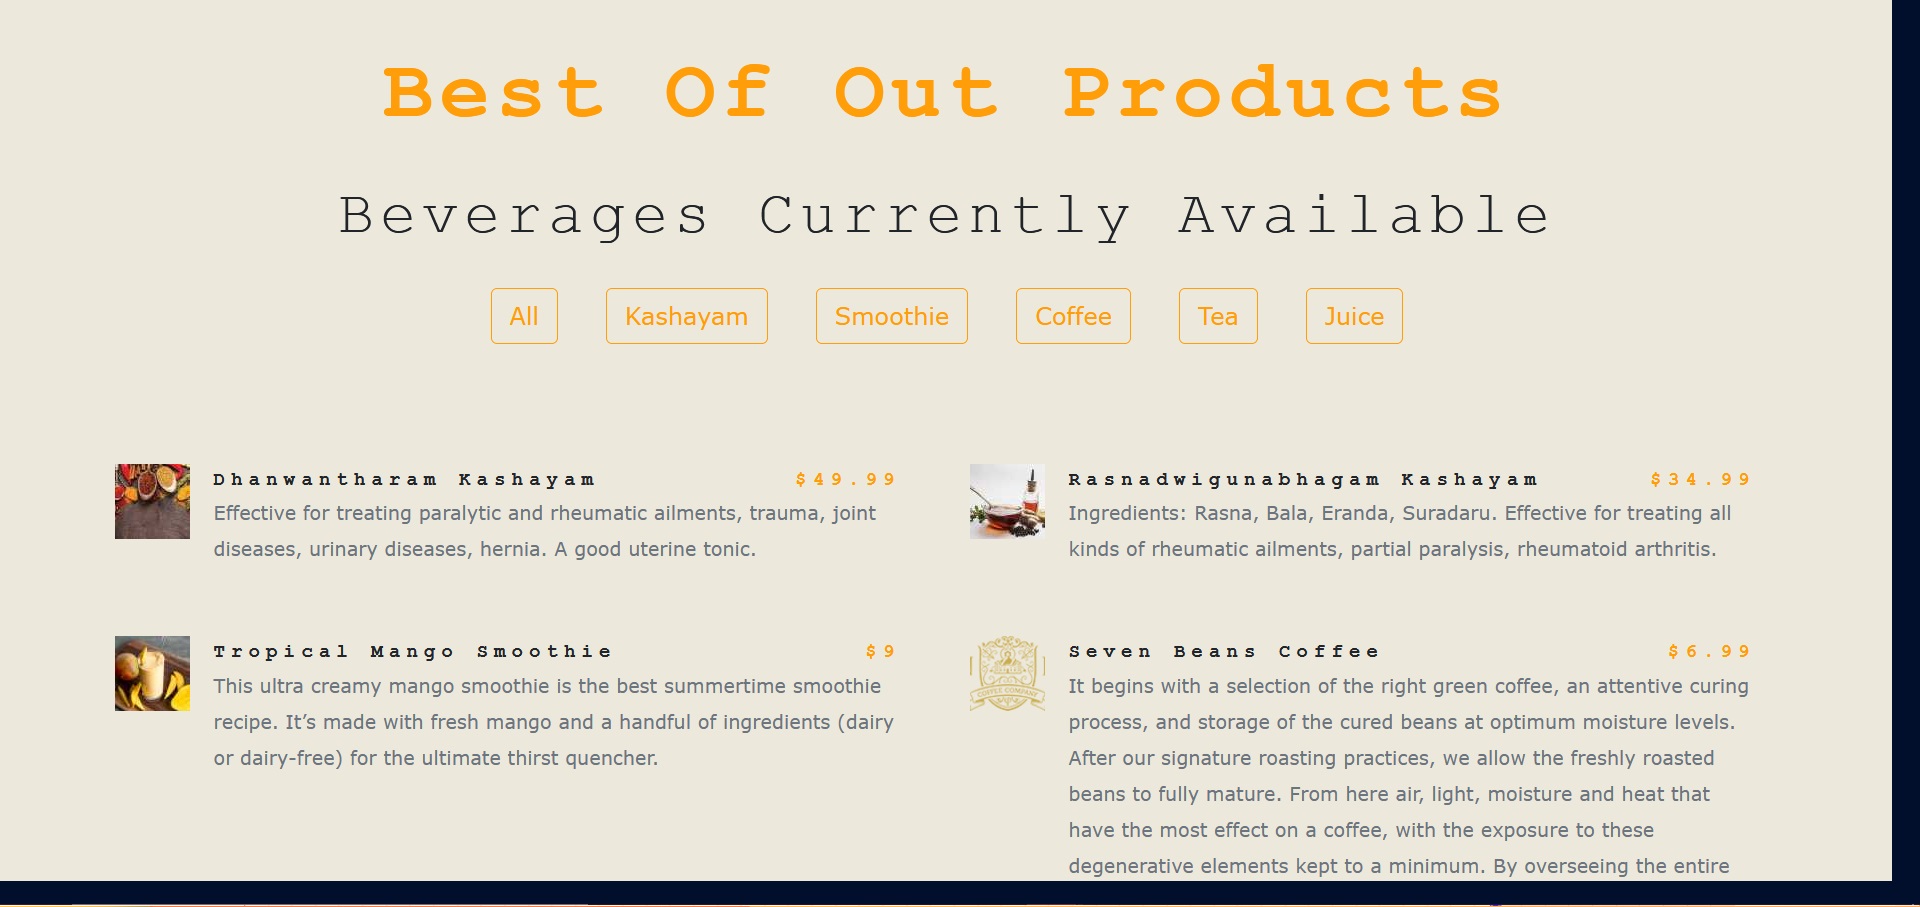 Best Of Out Products
Beverages Currently Available
All
Kashayam
Smoothie
Coffee
Tea
Juice
Dhanwantharam Kashayam
$49.99
Effective for treating paralytic and rheumatic ailments, trauma, joint
diseases, urinary diseases, hernia. A good uterine tonic.
Rasnadwigunabhagam Kashayam
$34.99
Ingredients: Rasna, Bala, Eranda, Suradaru. Effective for treating all
kinds of rheumatic ailments, partial paralysis, rheumatoid arthritis.
Tropical Mango Smoothie
$9
This ultra creamy mango smoothie is the best summertime smoothie
recipe. It’s made with fresh mango and a handful of ingredients (dairy
or dairy-free) for the ultimate thirst quencher.
COFFEE COMPANY
Seven Beans Coffee
$6.99
It begins with a selection of the right green coffee, an attentive curing
process, and storage of the cured beans at optimum moisture levels.
After our signature roasting practices, we allow the freshly roasted
beans to fully mature. From here air, light, moisture and heat that
have the most effect on a coffee, with the exposure to these
degenerative elements kept to a minimum. By overseeing the entire